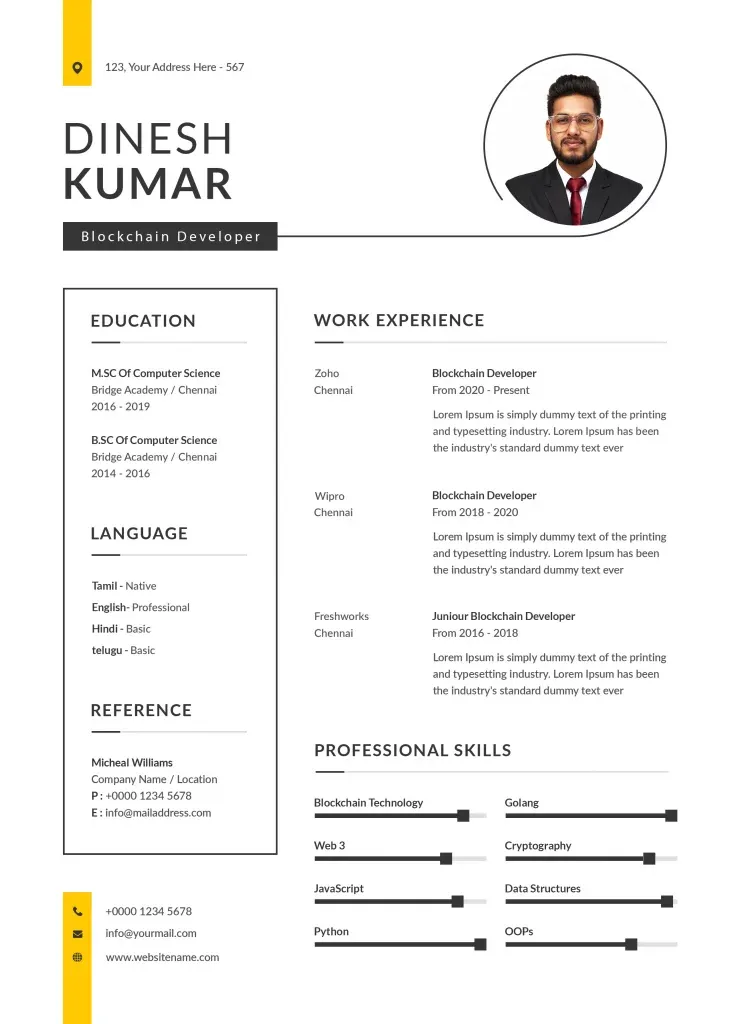 123, Your Address Here - 567
DINESH
KUMAR
Blockchain Developer
EDUCATION
M.SC Of Computer Science
Bridge Academy / Chennai
2016 - 2019
B.SC Of Computer Science
Bridge Academy / Chennai
2014 - 2016
LANGUAGE
Tamil - Native
English- Professional
Hindi - Basic
telugu - Basic
REFERENCE
Micheal Williams
Company Name / Location
P : +0000 1234 5678
E : info@mailaddress.com
+0000 1234 5678
info@yourmail.com
www.websitename.com
WORK EXPERIENCE
Zoho
Chennai
Blockchain Developer
From 2020 - Present
Lorem Ipsum is simply dummy text of the printing
and typesetting industry. Lorem Ipsum has been
the industry's standard dummy text ever
Wipro
Chennai
Blockchain Developer
From 2018 - 2020
Lorem Ipsum is simply dummy text of the printing
and typesetting industry. Lorem Ipsum has been
the industry's standard dummy text ever
Freshworks
Chennai
Juniour Blockchain Developer
From 2016 - 2018
Lorem Ipsum is simply dummy text of the printing
and typesetting industry. Lorem Ipsum has been
the industry's standard dummy text ever
PROFESSIONAL SKILLS
Blockchain Technology
Golang
Web 3
Cryptography
JavaScript
Data Structures
Python
OOPs